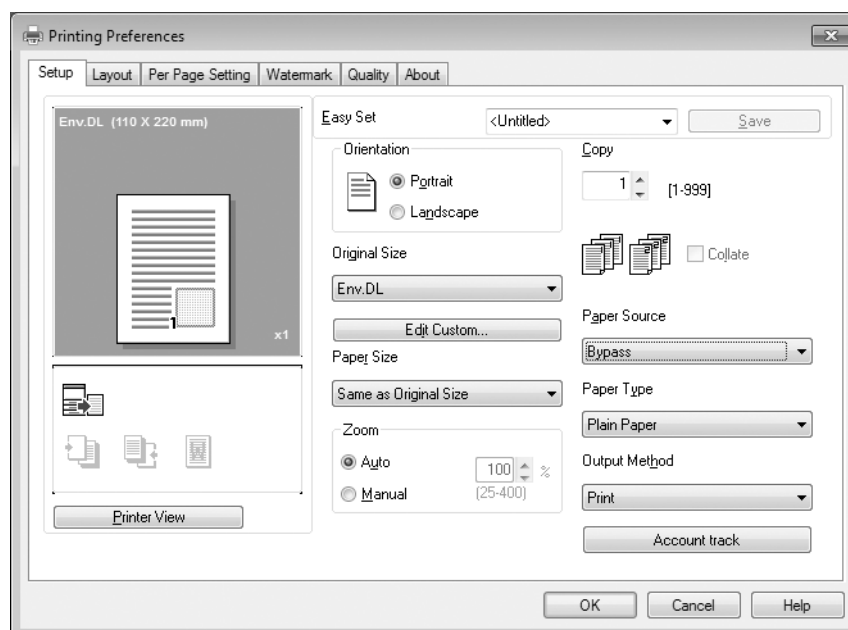 Printing Preferences
Setup Layout Per Page Setting Watermark Quality About
Env.DL (110 X 220 mm)
1
x1
Printer View
Easy Set <Untitled> Save
Orientation
Portrait
Landscape
Original Size
Env.DL
Edit Custom...
Paper Size
Same as Original Size
Zoom
Auto
Manual
100 %
(25-400)
Copy
1 [1-999]
Collate
Paper Source
Bypass
Paper Type
Plain Paper
Output Method
Print
Account track
OK Cancel Help